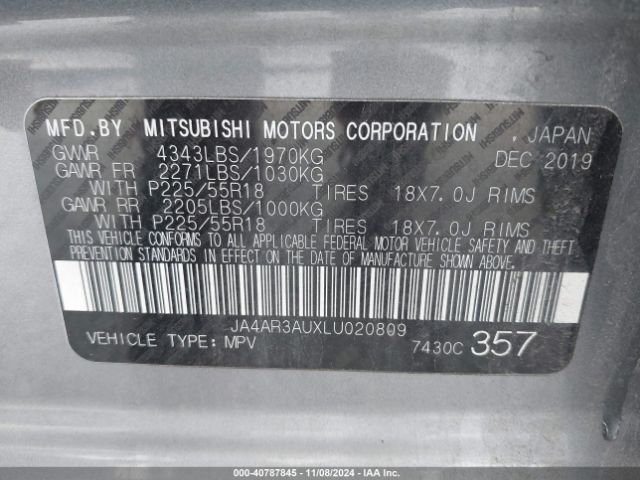 MFD.BY MITSUBISHI MOTORS CORPORATION , JAPAN
GVWR 4343LBS/1970KG DEC 2019
GAWR FR 2271LBS/1030KG
WITH P225/55R18 TIRES 18X7.0J RIMS
GAWR RR 2205LBS/1000KG
WITH P225/55R18 TIRES 18X7.0J RIMS
THIS VEHICLE CONFORMS TO ALL APPLICABLE FEDERAL MOTOR VEHICLE SAFETY AND THEFT
PREVENTION STANDARDS IN EFFECT ON THE DATE OF MANUFACTURE SHOWN ABOVE.
JA4AR3AUXLU020809
VEHICLE TYPE: MPV 7430C 357
000-40787845 - 11/08/2024 - IAAI.COM